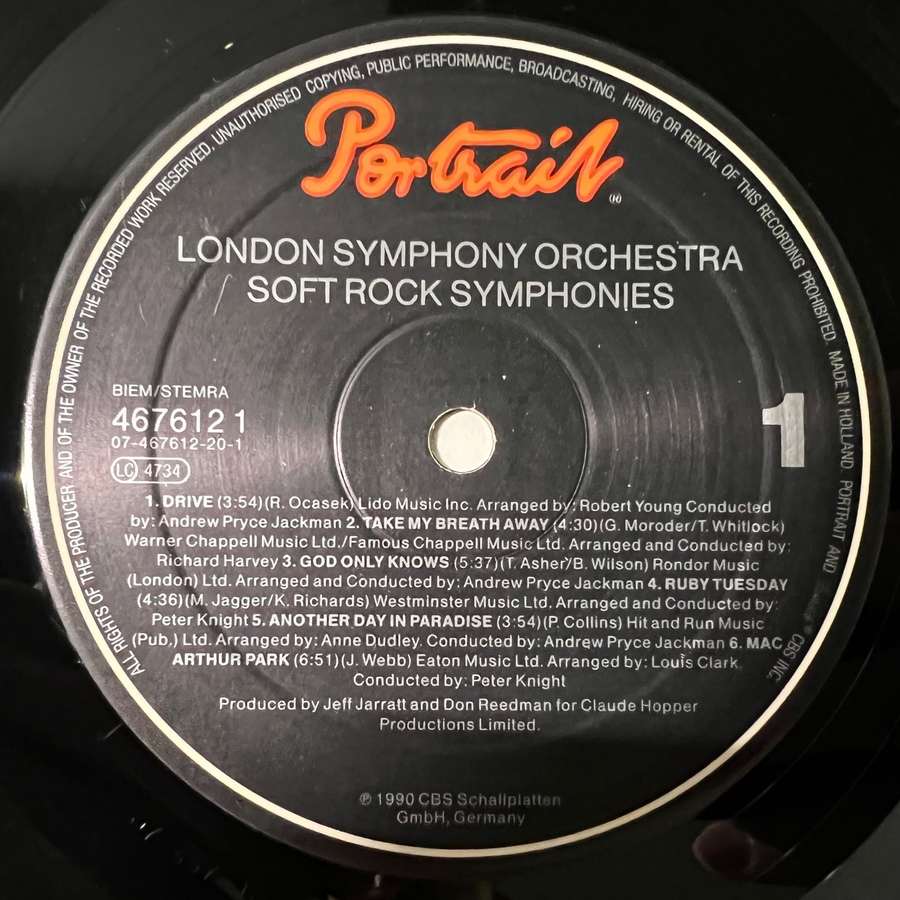 ALL RIGHTS OF THE PRODUCER AND OF THE OWNER OF THE RECORDED WORK RESERVED. UNAUTHORISED COPYING, PUBLIC PERFORMANCE, BROADCASTING, HIRING OR RENTAL OF THIS RECORDING PROHIBITED. MADE IN HOLLAND. PORTRAIT AND CBS INC.
Portrait ®
LONDON SYMPHONY ORCHESTRA
SOFT ROCK SYMPHONIES
BIEM/STEMRA
467612 1
07-467612-20-1
LC 4734
1
1. DRIVE (3:54)(R. Ocasek) Lido Music Inc. Arranged by: Robert Young Conducted
by: Andrew Pryce Jackman 2. TAKE MY BREATH AWAY (4:30)(G. Moroder/T. Whitlock)
Warner Chappell Music Ltd./Famous Chappell Music Ltd. Arranged and Conducted by:
Richard Harvey 3. GOD ONLY KNOWS (5:37)(T. Asher/B. Wilson) Rondor Music
(London) Ltd. Arranged and Conducted by: Andrew Pryce Jackman 4. RUBY TUESDAY
(4:36)(M. Jagger/K. Richards) Westminster Music Ltd. Arranged and Conducted by:
Peter Knight 5. ANOTHER DAY IN PARADISE (3:54)(P. Collins) Hit and Run Music
(Pub.) Ltd. Arranged by: Anne Dudley. Conducted by: Andrew Pryce Jackman 6. MAC
ARTHUR PARK (6:51)(J. Webb) Eaton Music Ltd. Arranged by: Louis Clark.
Conducted by: Peter Knight
Produced by Jeff Jarratt and Don Reedman for Claude Hopper
Productions Limited.
℗ 1990 CBS Schallplatten
GmbH, Germany